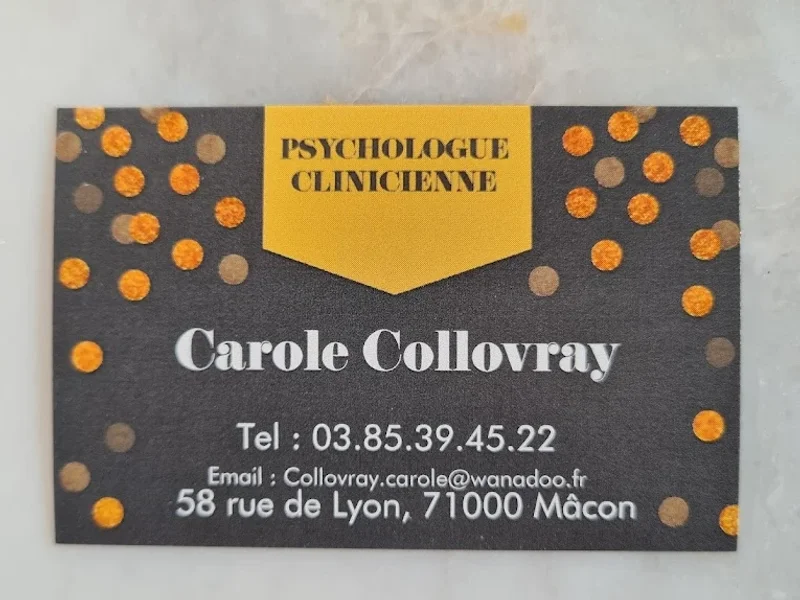 PSYCHOLOGUE
CLINICIENNE
Carole Collovray
Tel : 03.85.39.45.22
Email : Collovray.carole@wanadoo.fr
58 rue de Lyon, 71000 Mâcon